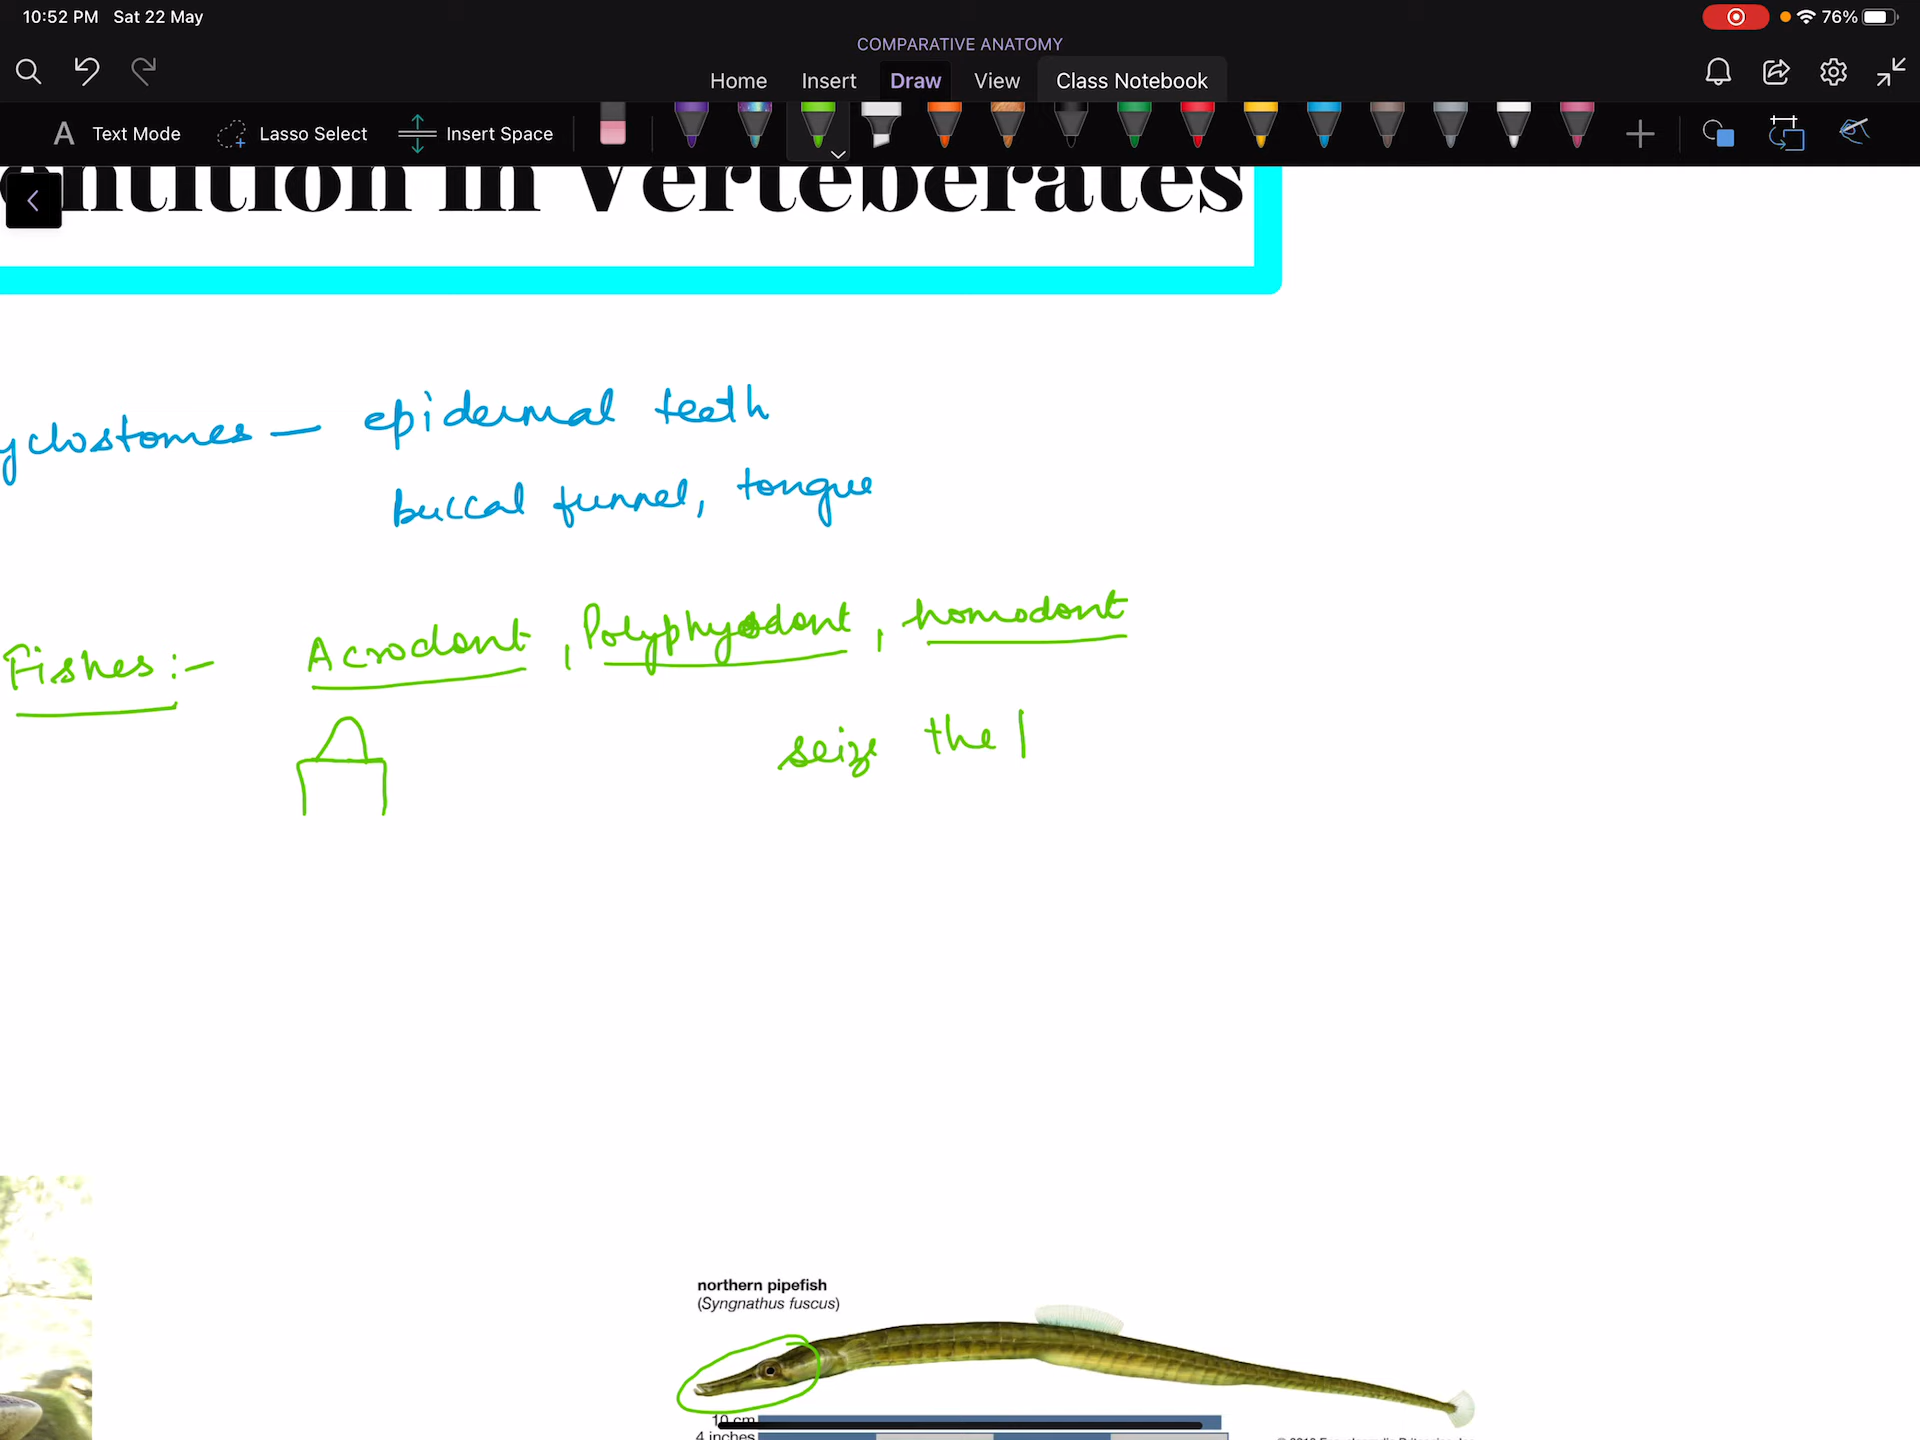 10:52 PM Sat 22 May
76%
COMPARATIVE ANATOMY
Home Insert Draw View Class Notebook
A Text Mode Lasso Select Insert Space
entition in Verteberates
yclostomes — epidermal teeth
buccal funnel, tongue
Fishes :- Acrodont , Polyphyodont , homodont
seize the
northern pipefish
(Syngnathus fuscus)
10 cm
4 inches